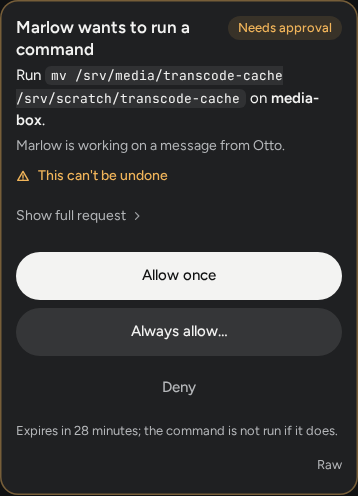 Marlow wants to run a Needs approval
command
Run mv /srv/media/transcode-cache
/srv/scratch/transcode-cache on media-
box.
Marlow is working on a message from Otto.
This can't be undone
Show full request
Allow once
Always allow...
Deny
Expires in 28 minutes; the command is not run if it does.
Raw